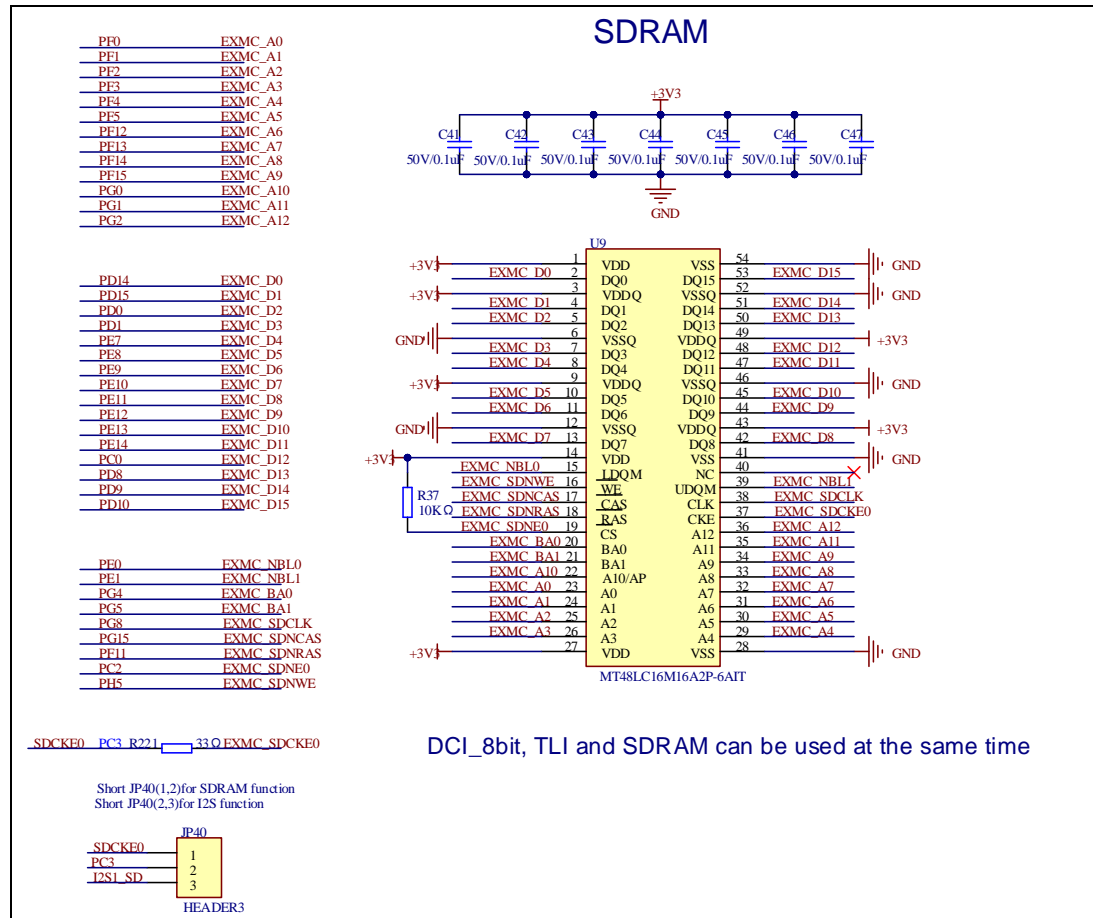 SDRAM
PF0 EXMC_A0
PF1 EXMC_A1
PF2 EXMC_A2
PF3 EXMC_A3
PF4 EXMC_A4
PF5 EXMC_A5
PF12 EXMC_A6
PF13 EXMC_A7
PF14 EXMC_A8
PF15 EXMC_A9
PG0 EXMC_A10
PG1 EXMC_A11
PG2 EXMC_A12
+3V3
C41 C42 C43 C44 C45 C46 C47
50V/0.1uF 50V/0.1uF 50V/0.1uF 50V/0.1uF 50V/0.1uF 50V/0.1uF 50V/0.1uF
GND
PD14 EXMC_D0
PD15 EXMC_D1
PD0 EXMC_D2
PD1 EXMC_D3
PE7 EXMC_D4
PE8 EXMC_D5
PE9 EXMC_D6
PE10 EXMC_D7
PE11 EXMC_D8
PE12 EXMC_D9
PE13 EXMC_D10
PE14 EXMC_D11
PC0 EXMC_D12
PD8 EXMC_D13
PD9 EXMC_D14
PD10 EXMC_D15
U9
+3V3 1 VDD VSS 54 GND
EXMC_D0 2 DQ0 DQ15 53 EXMC_D15
+3V3 3 VDDQ VSSQ 52 GND
EXMC_D1 4 DQ1 DQ14 51 EXMC_D14
EXMC_D2 5 DQ2 DQ13 50 EXMC_D13
GND 6 VSSQ VDDQ 49 +3V3
EXMC_D3 7 DQ3 DQ12 48 EXMC_D12
EXMC_D4 8 DQ4 DQ11 47 EXMC_D11
+3V3 9 VDDQ VSSQ 46 GND
EXMC_D5 10 DQ5 DQ10 45 EXMC_D10
EXMC_D6 11 DQ6 DQ9 44 EXMC_D9
GND 12 VSSQ VDDQ 43 +3V3
EXMC_D7 13 DQ7 DQ8 42 EXMC_D8
+3V3 14 VDD VSS 41 GND
EXMC_NBL0 15 LDQM NC 40
EXMC_SDNWE 16 WE UDQM 39 EXMC_NBL1
EXMC_SDNCAS 17 CAS CLK 38 EXMC_SDCLK
EXMC_SDNRAS 18 RAS CKE 37 EXMC_SDCKE0
EXMC_SDNE0 19 CS A12 36 EXMC_A12
EXMC_BA0 20 BA0 A11 35 EXMC_A11
EXMC_BA1 21 BA1 A9 34 EXMC_A9
EXMC_A10 22 A10/AP A8 33 EXMC_A8
EXMC_A0 23 A0 A7 32 EXMC_A7
EXMC_A1 24 A1 A6 31 EXMC_A6
EXMC_A2 25 A2 A5 30 EXMC_A5
EXMC_A3 26 A3 A4 29 EXMC_A4
+3V3 27 VDD VSS 28 GND
MT48LC16M16A2P-6AIT
R37
10KΩ
PE0 EXMC_NBL0
PE1 EXMC_NBL1
PG4 EXMC_BA0
PG5 EXMC_BA1
PG8 EXMC_SDCLK
PG15 EXMC_SDNCAS
PF11 EXMC_SDNRAS
PC2 EXMC_SDNE0
PH5 EXMC_SDNWE
SDCKE0 PC3 R221 33Ω EXMC_SDCKE0
DCI_8bit, TLI and SDRAM can be used at the same time
Short JP40(1,2)for SDRAM function
Short JP40(2,3)for I2S function
JP40
SDCKE0 1
PC3 2
I2S1_SD 3
HEADER3